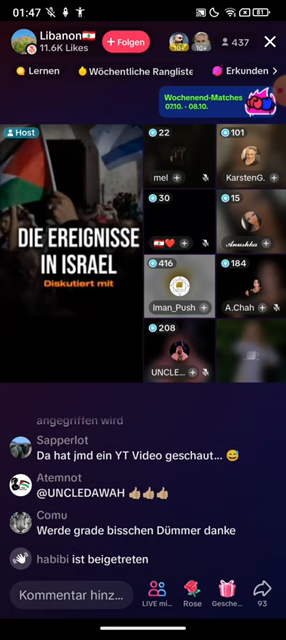 01:47
81
Libanon🇱🇧
11.6K Likes
+ Folgen
10+
10+
437
Lernen
Wöchentliche Rangliste
Erkunden
Wochenend-Matches
07.10. - 08.10.
Host
22
mel
101
KarstenG.
30
🇱🇧❤️
15
Anushka
416
Iman_Push
184
A.Chah
208
UNCLE...
DIE EREIGNISSE
IN ISRAEL
Diskutiert mit
angegriffen wird
Sapperlot
Da hat jmd ein YT Video geschaut... 😅
Atemnot
@UNCLEDAWAH 👍🏼👍🏼👍🏼
Comu
Werde grade bisschen Dümmer danke
habibi ist beigetreten
Kommentar hinz...
LIVE mi...
Rose
Gesche...
93